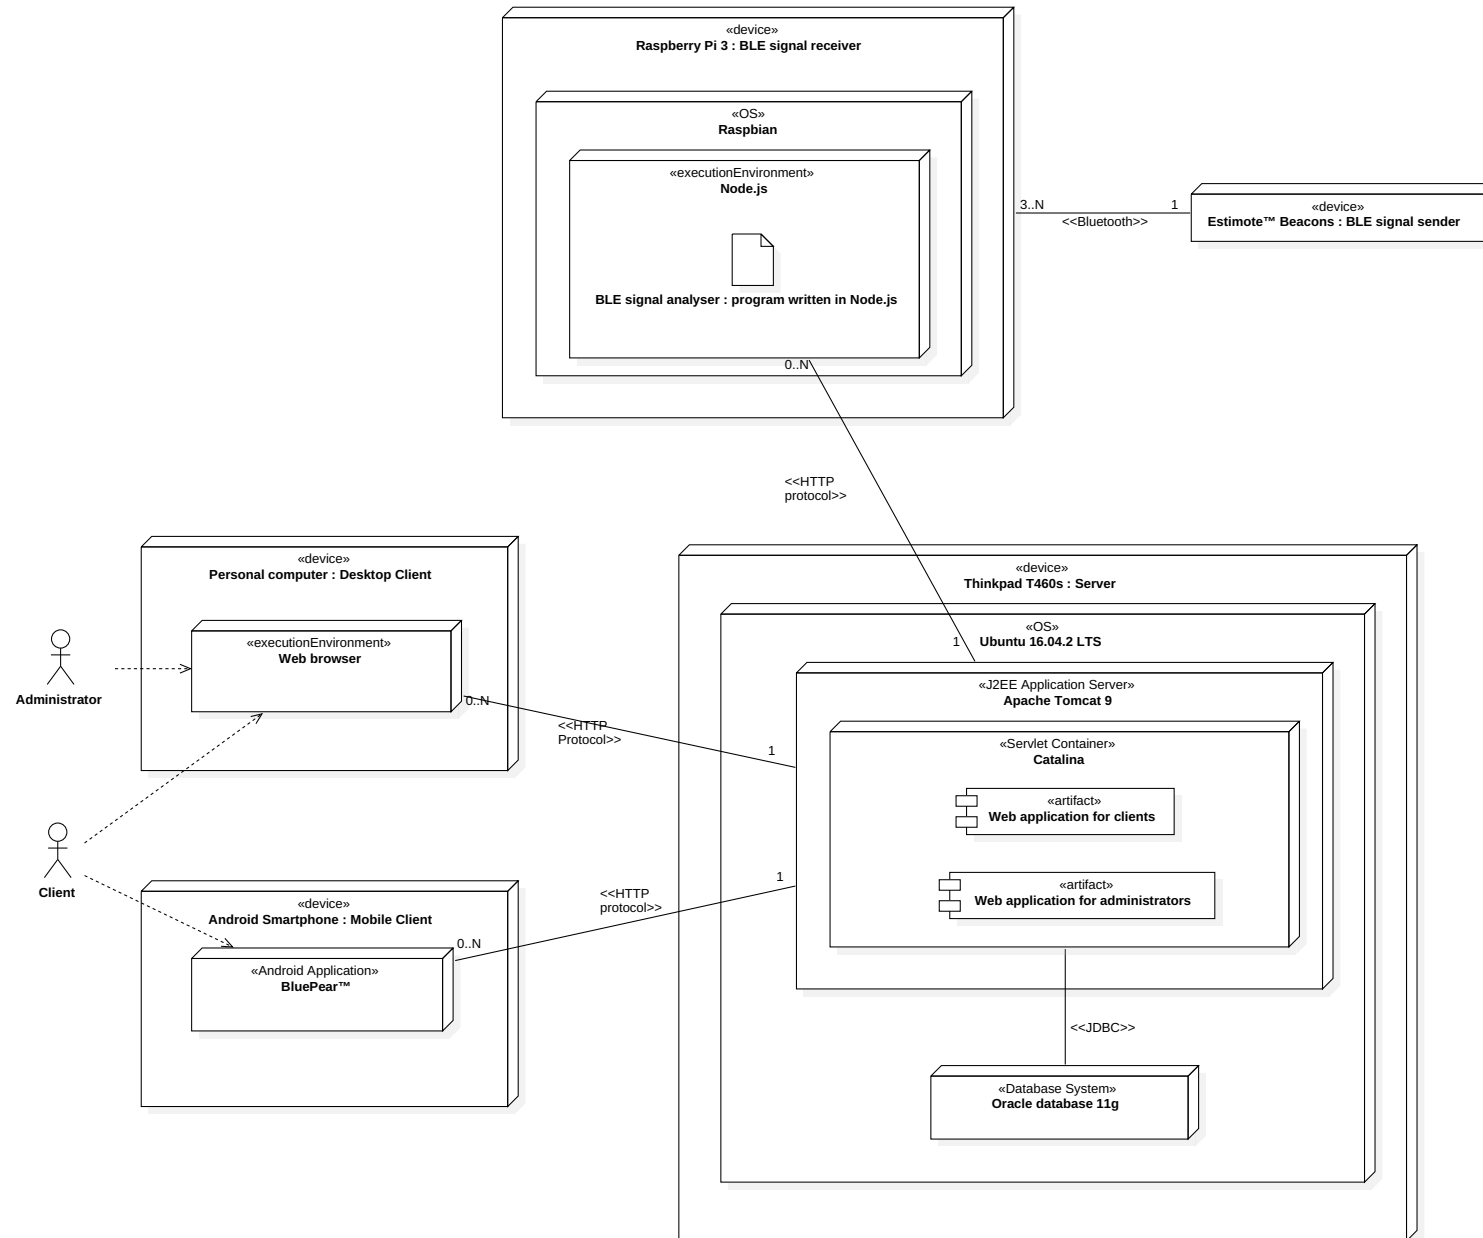 «device»
Raspberry Pi 3 : BLE signal receiver
«OS»
Raspbian
«executionEnvironment»
Node.js
BLE signal analyser : program written in Node.js
0..N
3..N
1
<<Bluetooth>>
«device»
Estimote™ Beacons : BLE signal sender
<<HTTP
protocol>>
«device»
Personal computer : Desktop Client
«executionEnvironment»
Web browser
Administrator
0..N
<<HTTP
Protocol>>
1
Client
«device»
Android Smartphone : Mobile Client
«Android Application»
BluePear™
0..N
<<HTTP
protocol>>
1
«device»
Thinkpad T460s : Server
«OS»
1
Ubuntu 16.04.2 LTS
«J2EE Application Server»
Apache Tomcat 9
«Servlet Container»
Catalina
«artifact»
Web application for clients
«artifact»
Web application for administrators
<<JDBC>>
«Database System»
Oracle database 11g